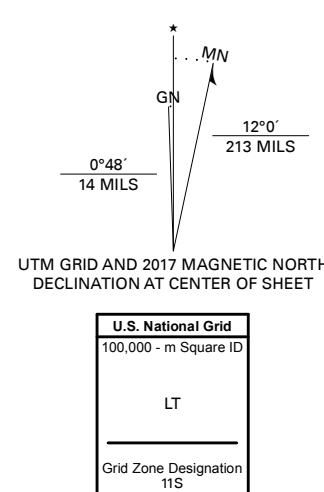 ★
MN
GN
12°0´
213 MILS
0°48´
14 MILS
UTM GRID AND 2017 MAGNETIC NORTH
DECLINATION AT CENTER OF SHEET
U.S. National Grid
100,000 - m Square ID
LT
Grid Zone Designation
11S